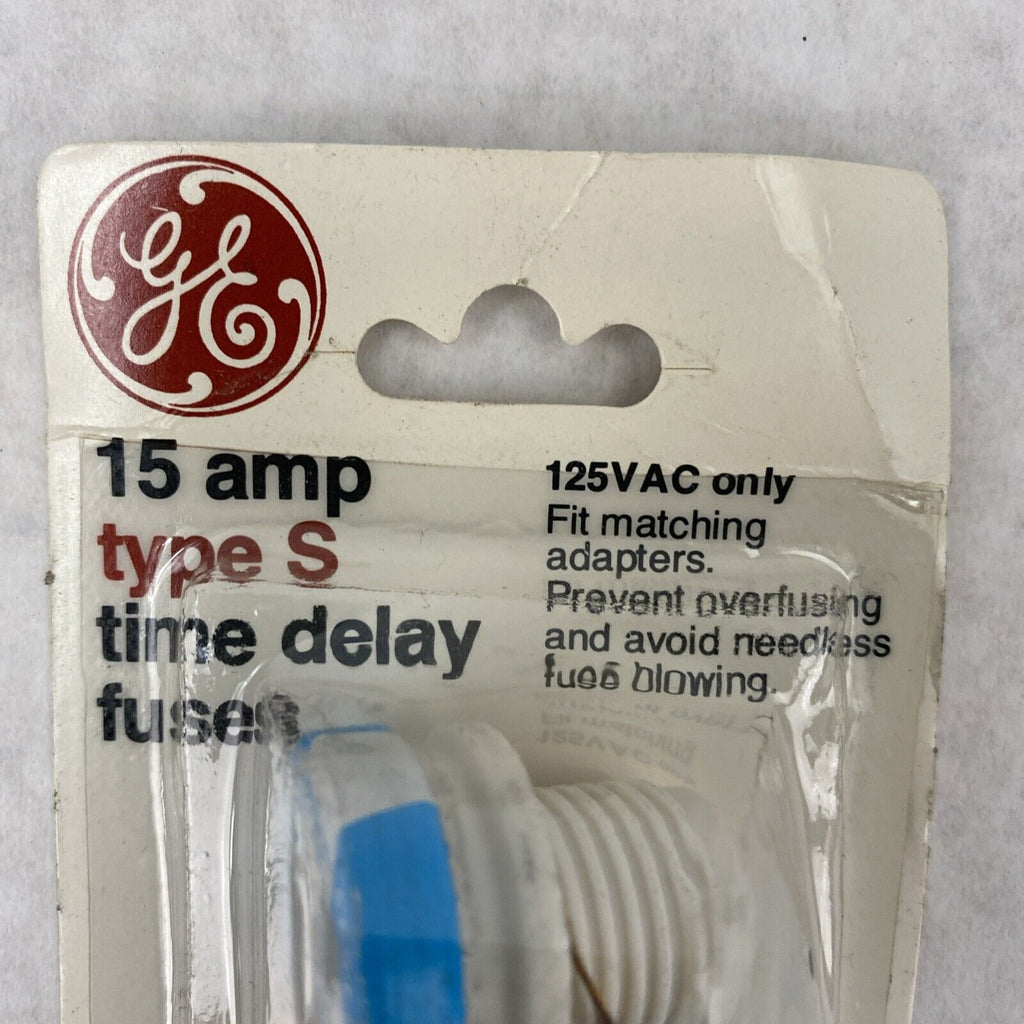 GE
15 amp
type S
time delay
fuses
125VAC only
Fit matching
adapters.
Prevent overfusing
and avoid needless
fuse blowing.